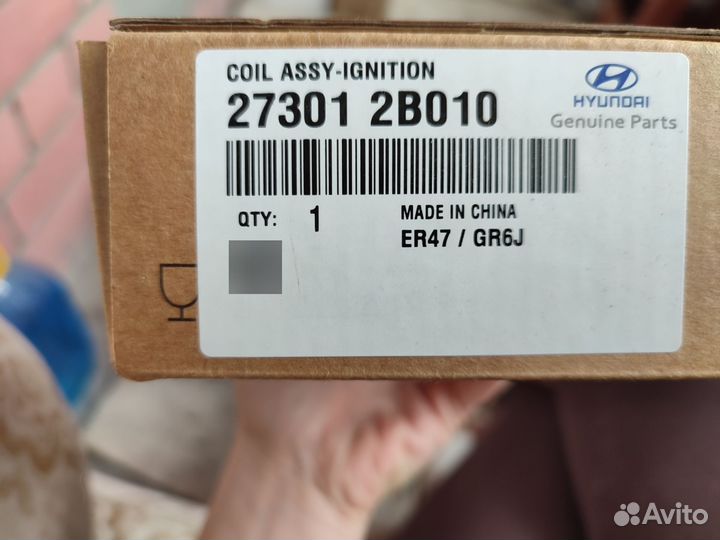 COIL ASSY-IGNITION
27301 2B010
HYUNDAI
Genuine Parts
QTY: 1
MADE IN CHINA
ER47 / GR6J
Avito